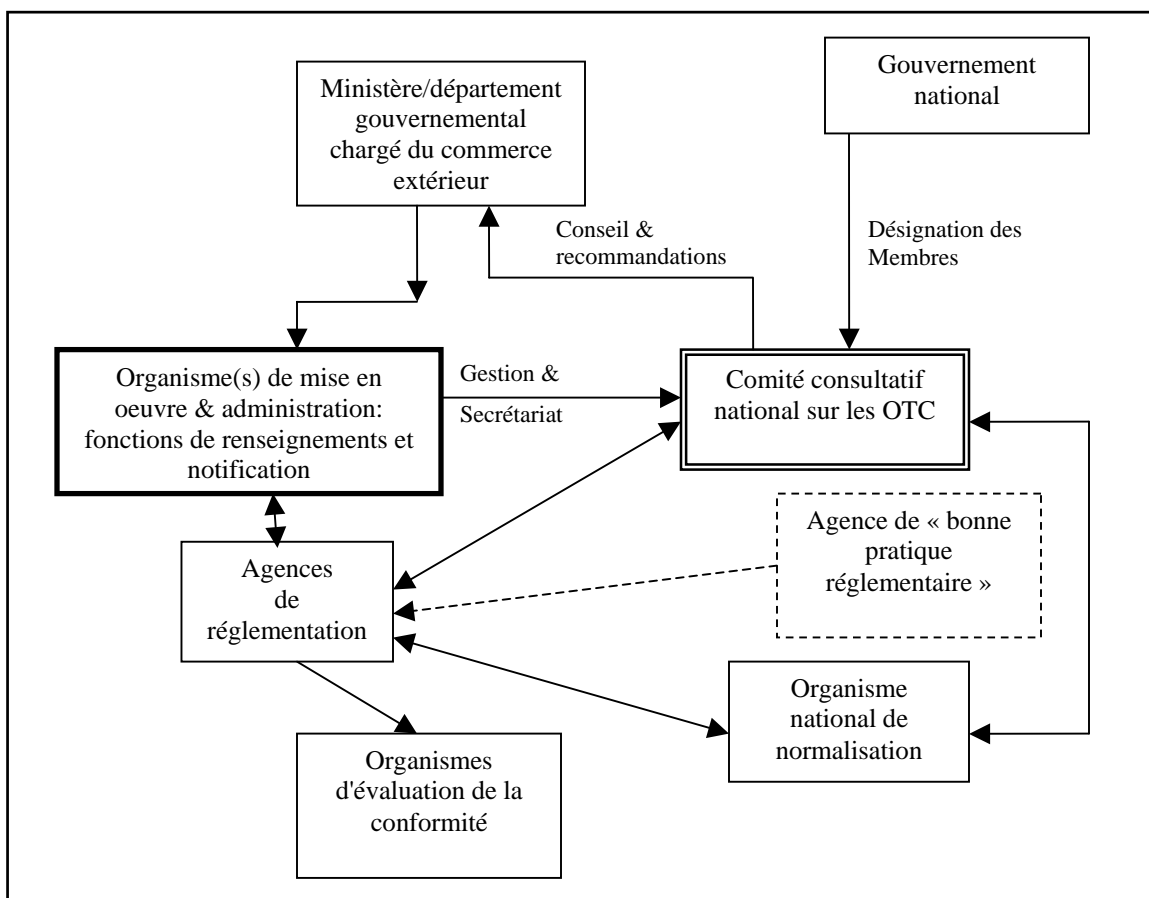 Ministère/département
gouvernemental
chargé du commerce
extérieur
Gouvernement
national
Conseil &
recommandations
Désignation des
Membres
Organisme(s) de mise en
oeuvre & administration:
fonctions de renseignements et
notification
Gestion &
Secrétariat
Comité consultatif
national sur les OTC
Agence de « bonne
pratique
réglementaire »
Agences
de
réglementation
Organisme
national de
normalisation
Organismes
d'évaluation de la
conformité